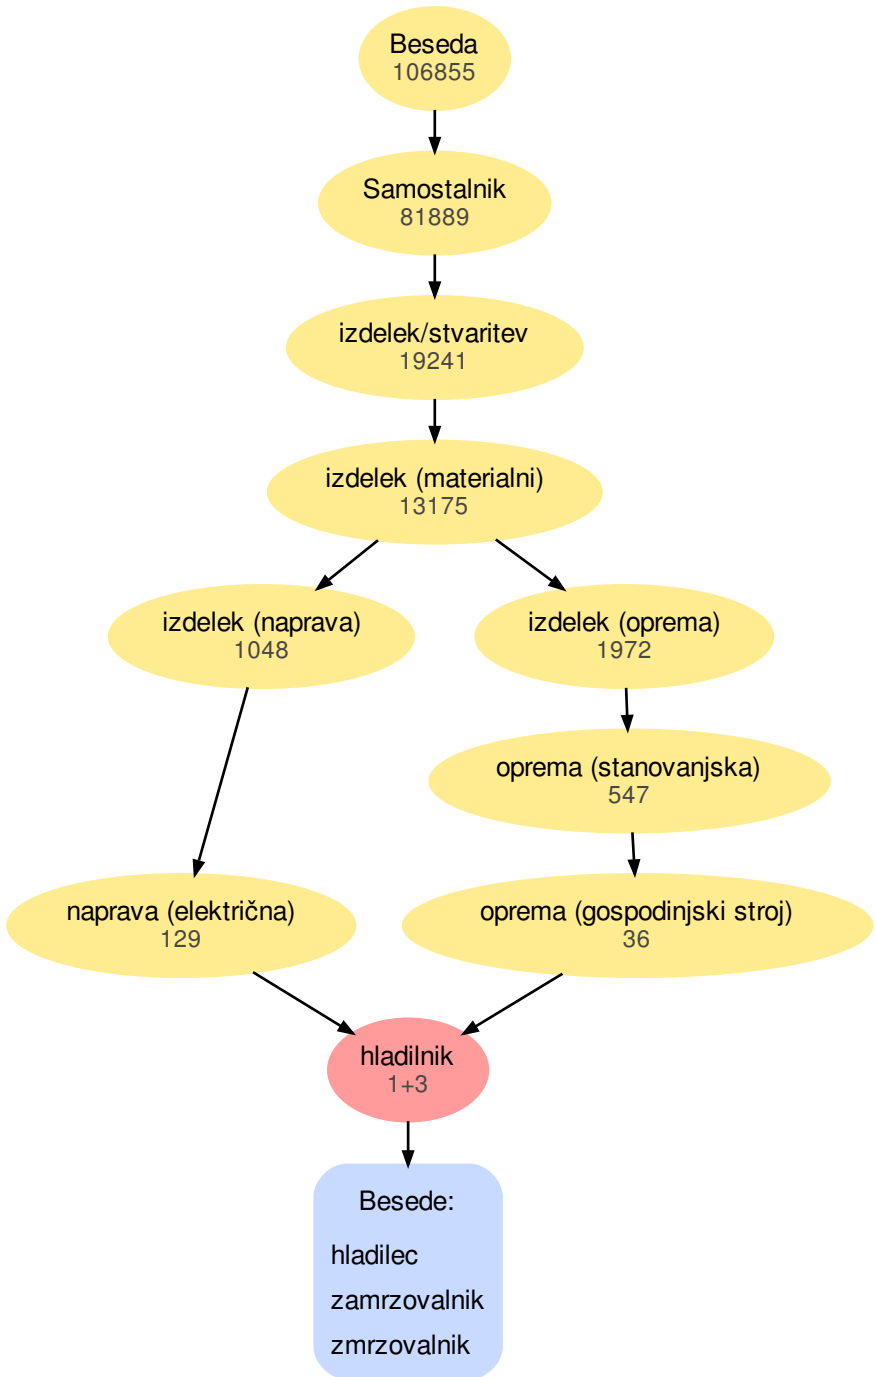 Beseda
106855
Samostalnik
81889
izdelek/stvaritev
19241
izdelek (materialni)
13175
izdelek (naprava)
1048
izdelek (oprema)
1972
oprema (stanovanjska)
547
naprava (električna)
129
oprema (gospodinjski stroj)
36
hladilnik
1+3
Besede:
hladilec
zamrzovalnik
zmrzovalnik